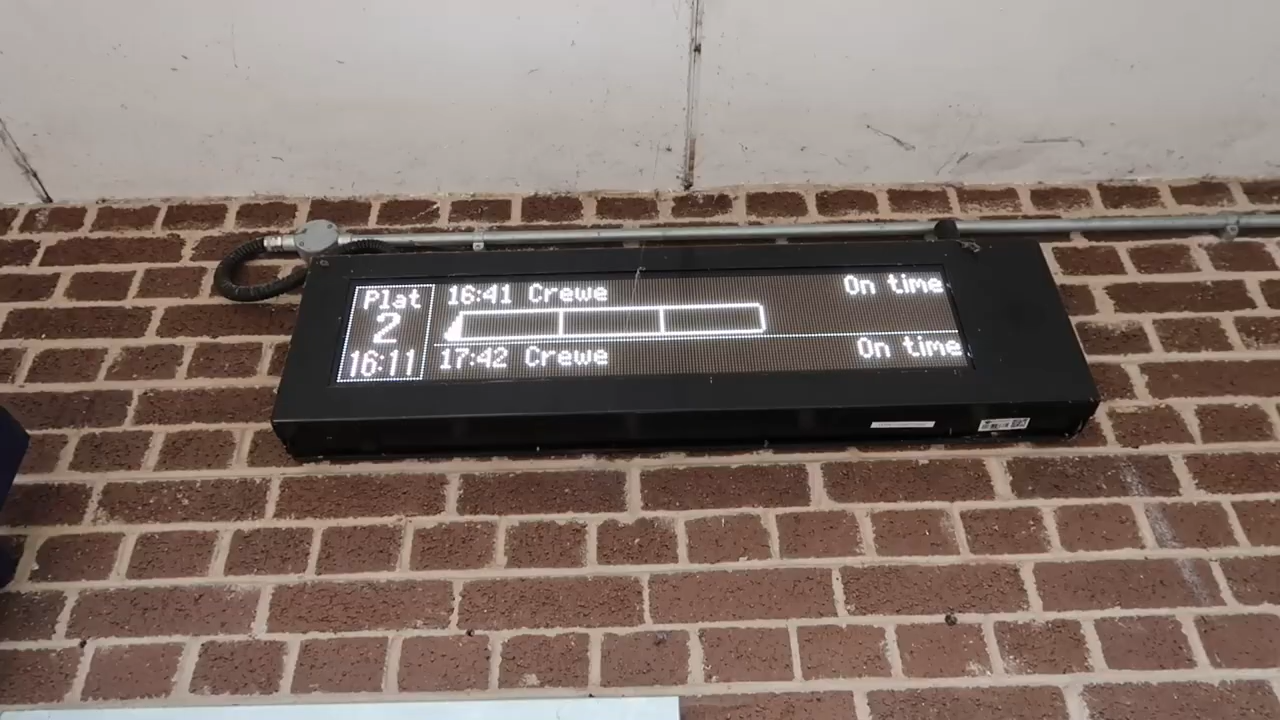 Plat
2
16:11
16:41 Crewe On time
17:42 Crewe On time